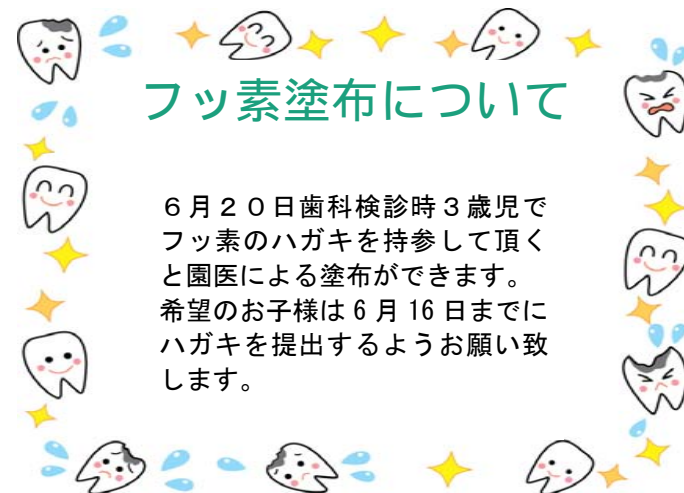 フッ素塗布について
６月２０日歯科検診時３歳児で
フッ素のハガキを持参して頂く
と園医による塗布ができます。
希望のお子様は6月16日までに
ハガキを提出するようお願い致
します。